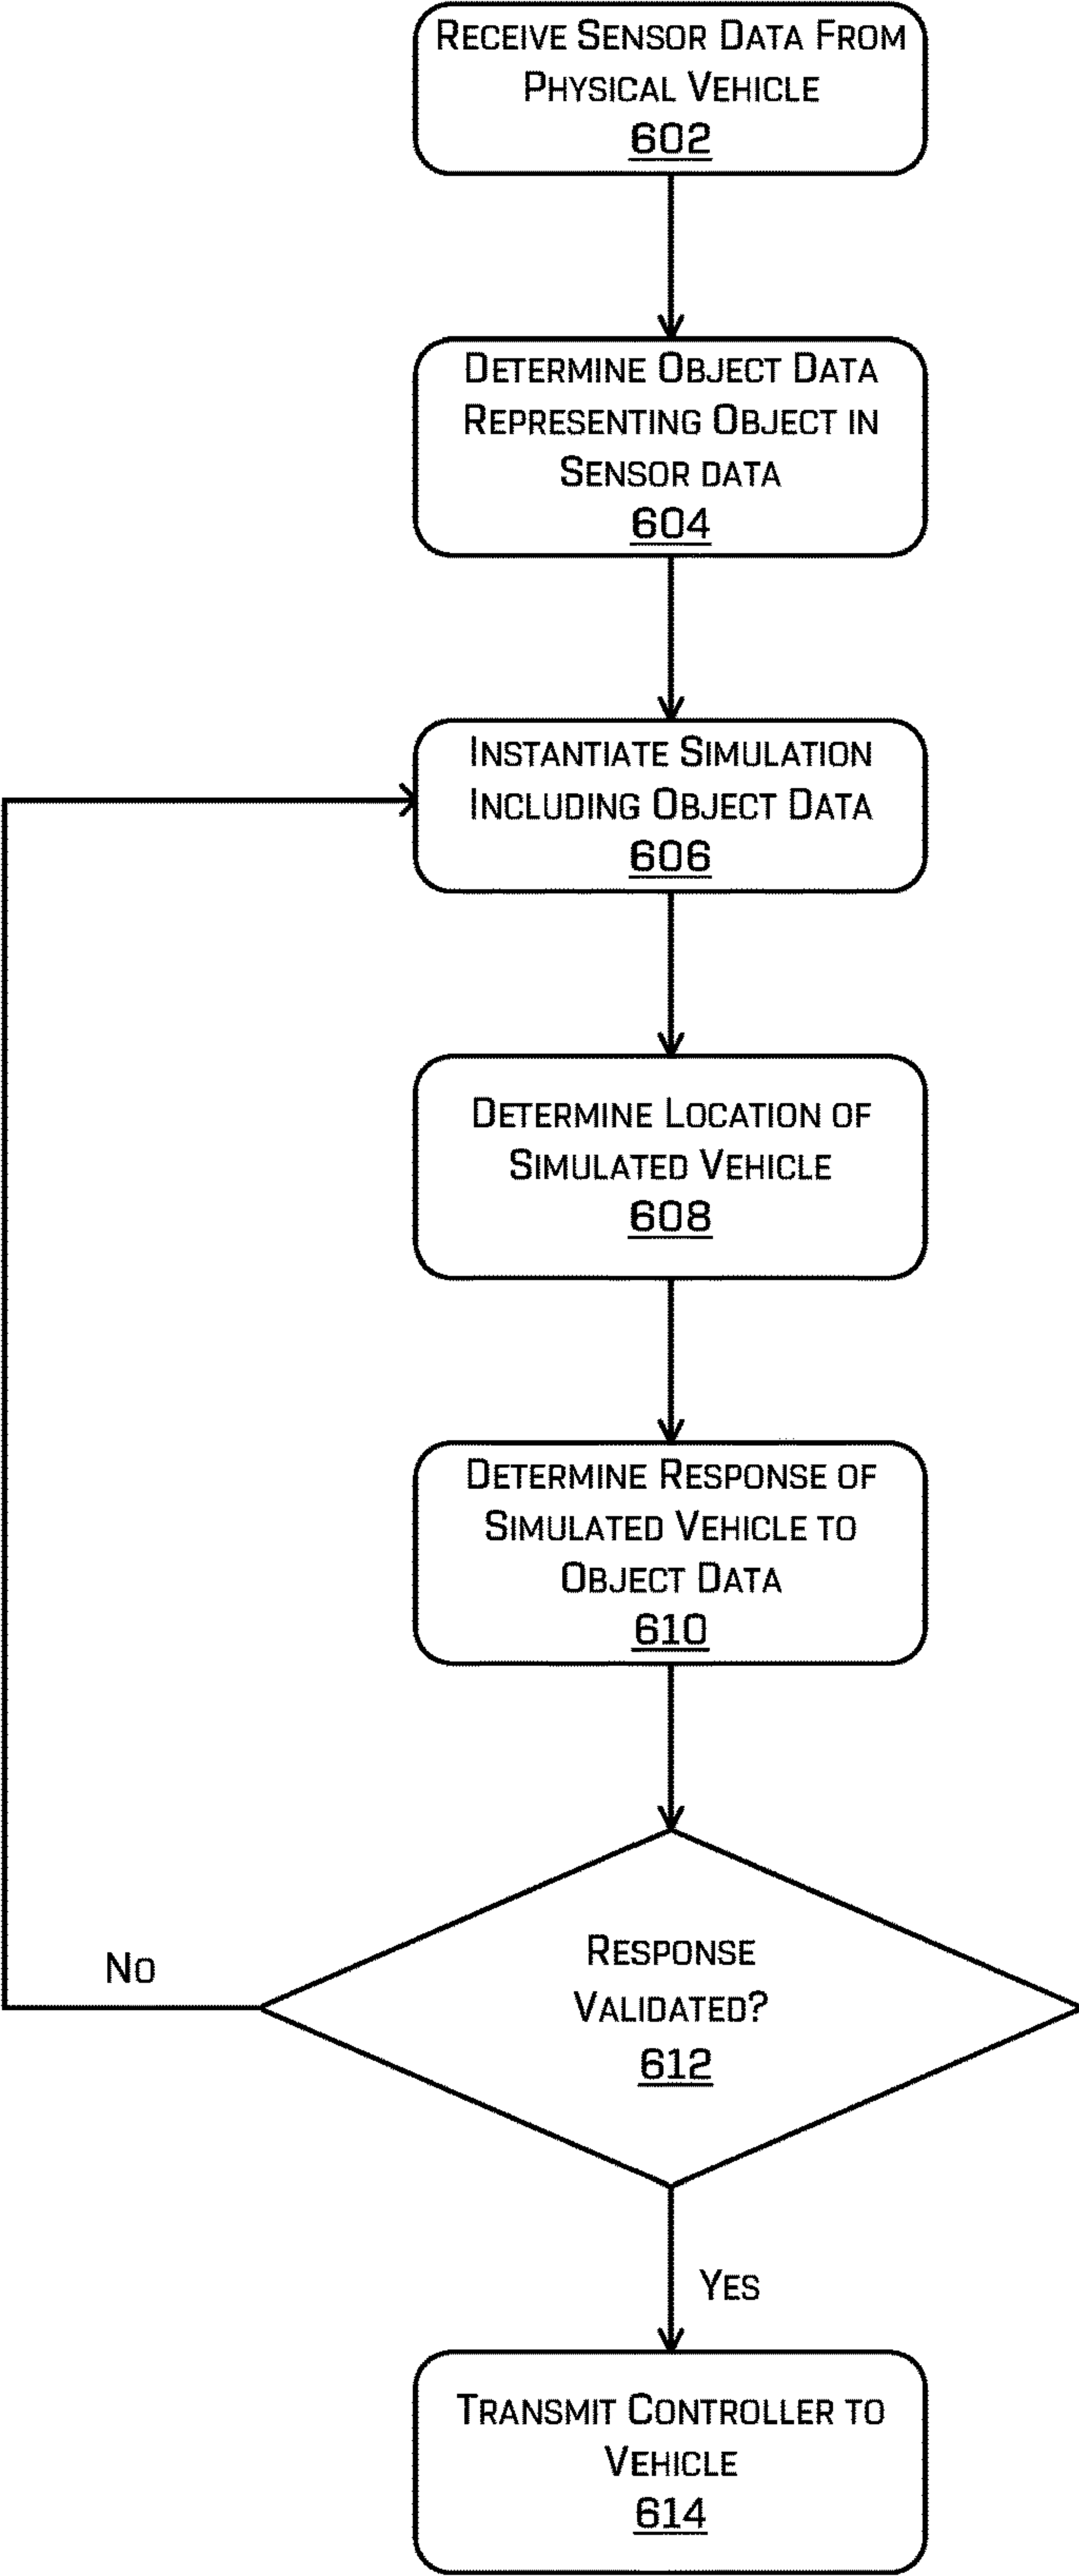 RECEIVE SENSOR DATA FROM
PHYSICAL VEHICLE
602
DETERMINE OBJECT DATA
REPRESENTING OBJECT IN
SENSOR DATA
604
INSTANTIATE SIMULATION
INCLUDING OBJECT DATA
606
DETERMINE LOCATION OF
SIMULATED VEHICLE
608
DETERMINE RESPONSE OF
SIMULATED VEHICLE TO
OBJECT DATA
610
NO
RESPONSE
VALIDATED?
612
YES
TRANSMIT CONTROLLER TO
VEHICLE
614